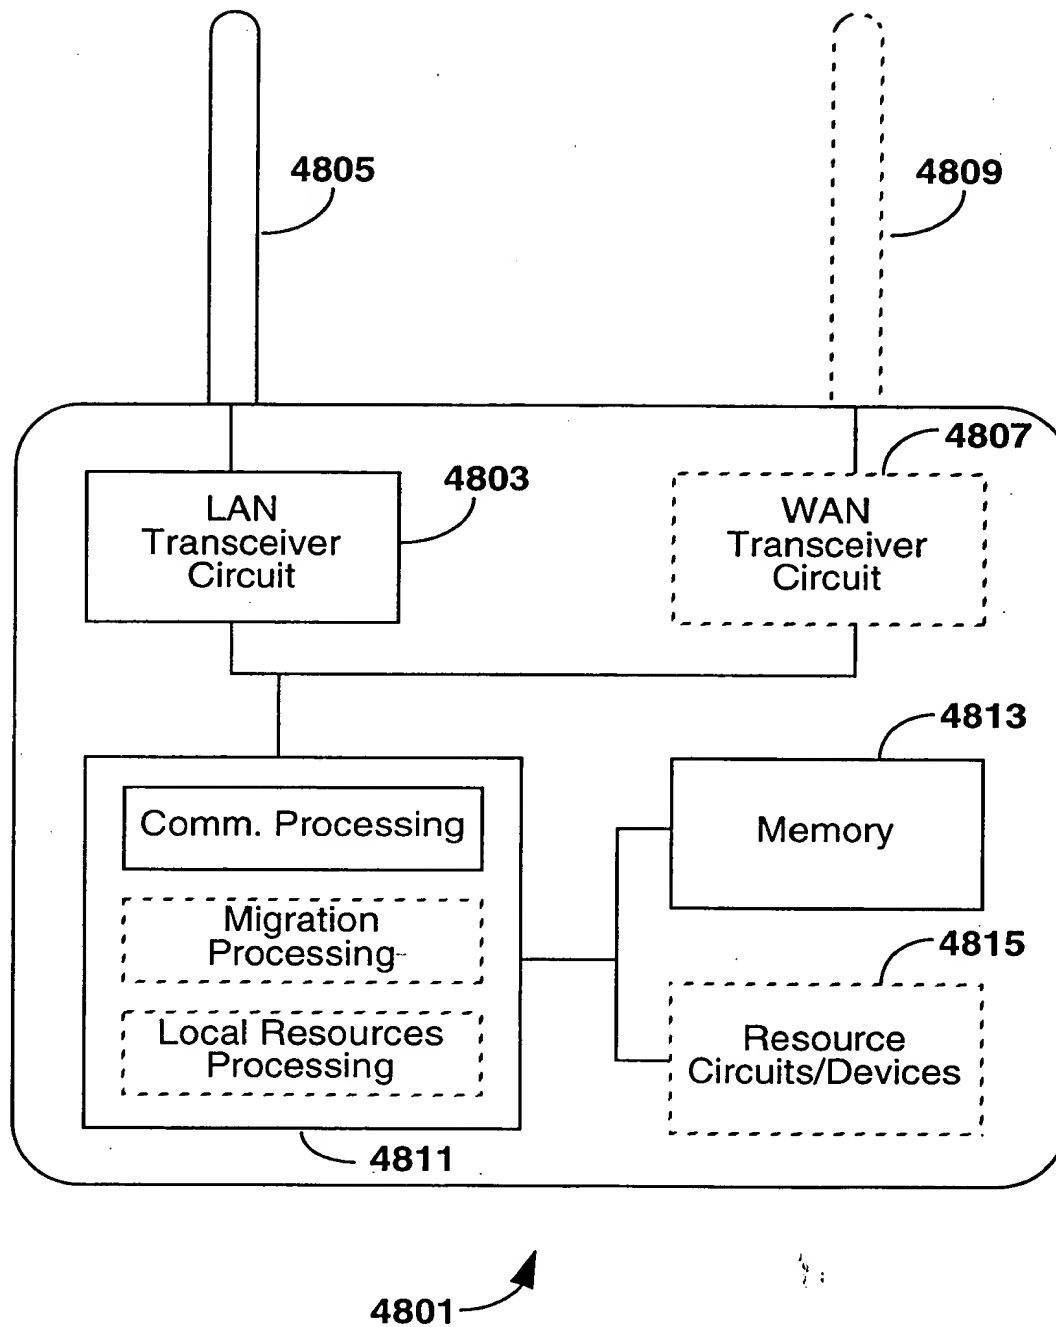 4805
4809
4807
4803
LAN
Transceiver
Circuit
WAN
Transceiver
Circuit
4813
Comm. Processing
Memory
Migration
Processing
4815
Local Resources
Processing
Resource
Circuits/Devices
4811
4801